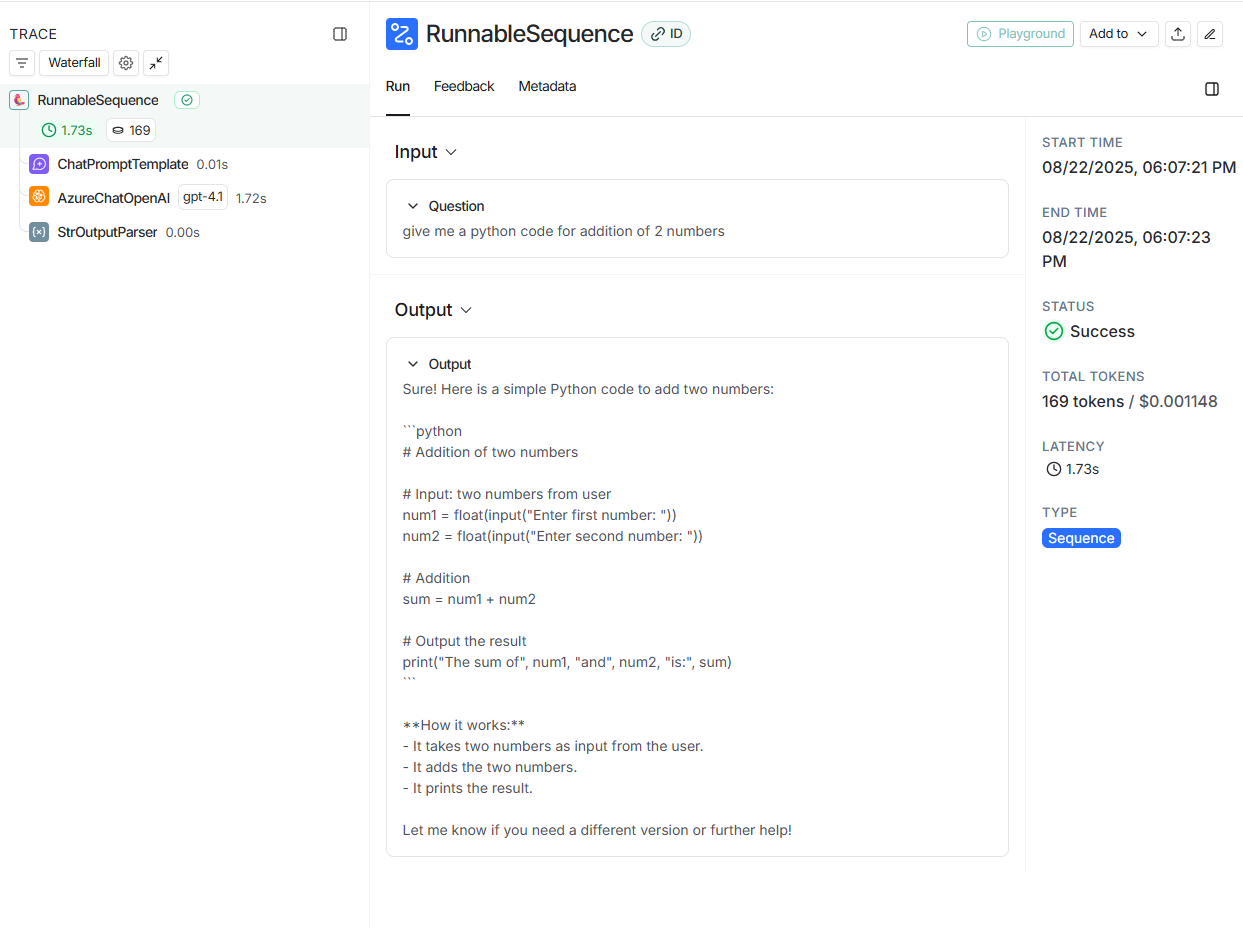 TRACE
Waterfall
RunnableSequence
1.73s 169
ChatPromptTemplate 0.01s
AzureChatOpenAI gpt-4.1 1.72s
StrOutputParser 0.00s
RunnableSequence ID
Playground Add to
Run Feedback Metadata
Input
Question
give me a python code for addition of 2 numbers
Output
Output
Sure! Here is a simple Python code to add two numbers:
```python
# Addition of two numbers
# Input: two numbers from user
num1 = float(input("Enter first number: "))
num2 = float(input("Enter second number: "))
# Addition
sum = num1 + num2
# Output the result
print("The sum of", num1, "and", num2, "is:", sum)
```
**How it works:**
- It takes two numbers as input from the user.
- It adds the two numbers.
- It prints the result.
Let me know if you need a different version or further help!
START TIME
08/22/2025, 06:07:21 PM
END TIME
08/22/2025, 06:07:23
PM
STATUS
Success
TOTAL TOKENS
169 tokens / $0.001148
LATENCY
1.73s
TYPE
Sequence